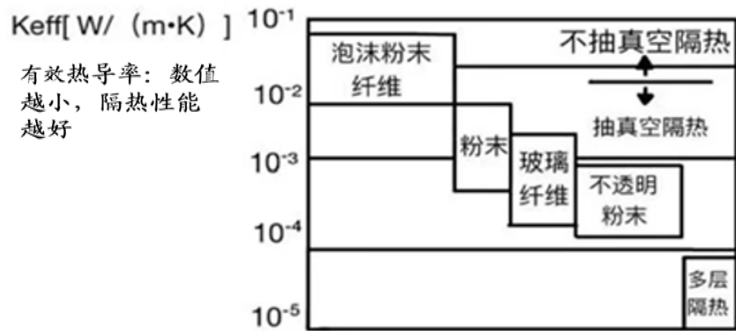 Keff[ W/（m•K）]
有效热导率：数值
越小，隔热性能
越好
10-1
10-2
10-3
10-4
10-5
泡沫粉末
纤维
粉末
玻璃
纤维
不透明
粉末
多层
隔热
不抽真空隔热
抽真空隔热